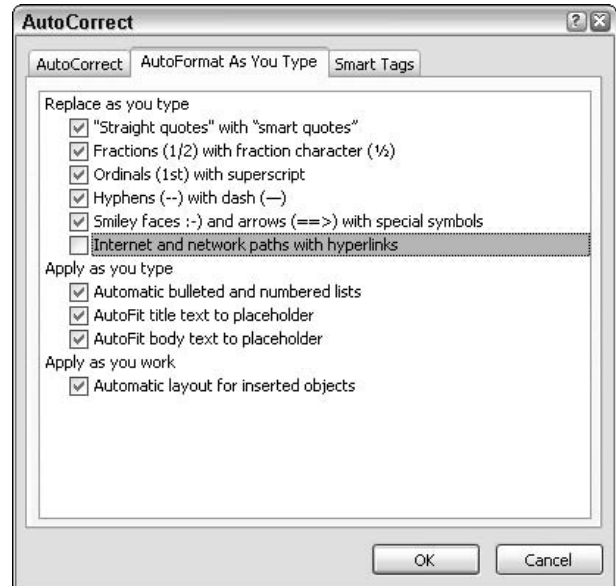 AutoCorrect
AutoCorrect AutoFormat As You Type Smart Tags
Replace as you type
"Straight quotes" with “smart quotes”
Fractions (1/2) with fraction character (½)
Ordinals (1st) with superscript
Hyphens (--) with dash (—)
Smiley faces :-) and arrows (==>) with special symbols
Internet and network paths with hyperlinks
Apply as you type
Automatic bulleted and numbered lists
AutoFit title text to placeholder
AutoFit body text to placeholder
Apply as you work
Automatic layout for inserted objects
OK Cancel